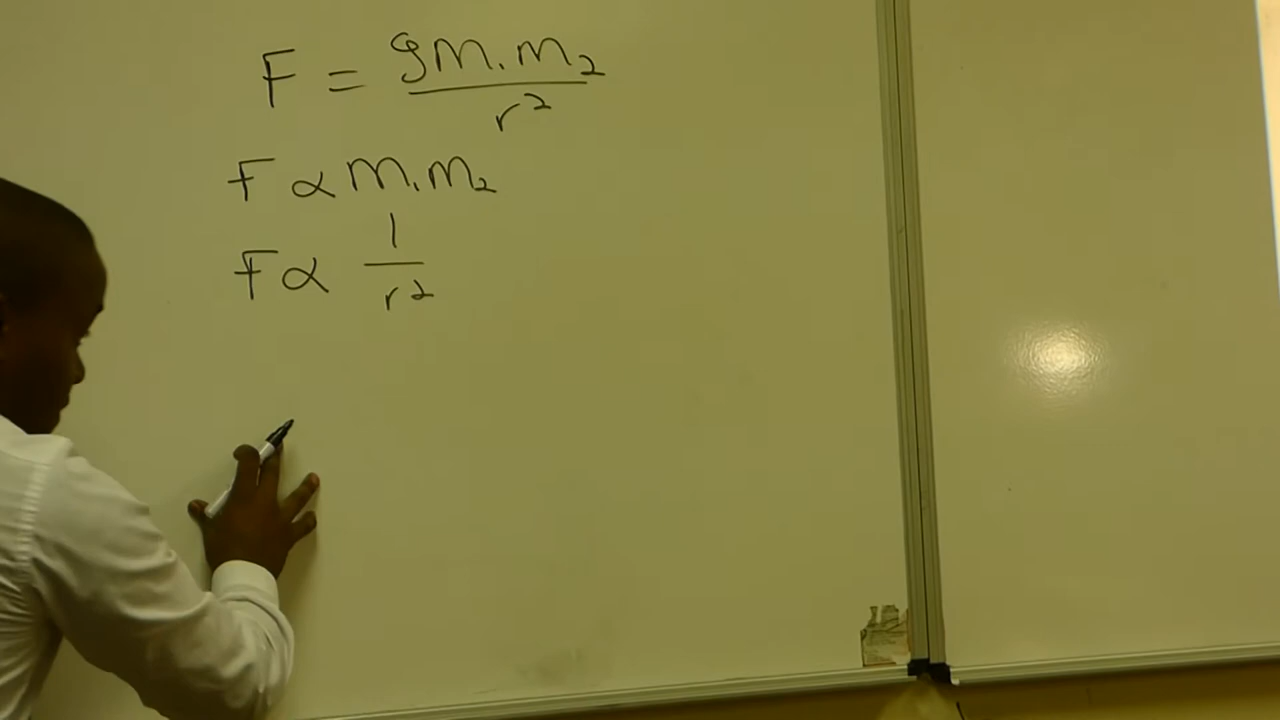 F = gm₁m₂/r²
F ∝ m₁m₂
F ∝ 1/r²